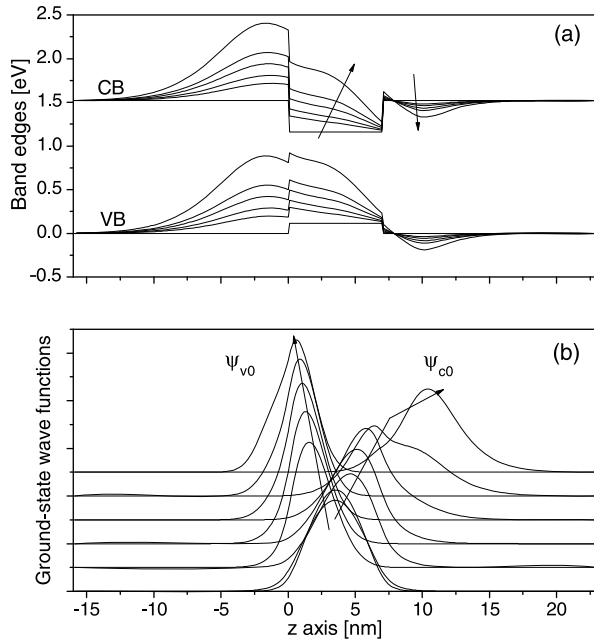 (a)
2.5
2.0
1.5
1.0
0.5
0.0
-0.5
Band edges [eV]
CB
VB
(b)
Ψv0
Ψc0
Ground-state wave functions
-15 -10 -5 0 5 10 15 20
z axis [nm]